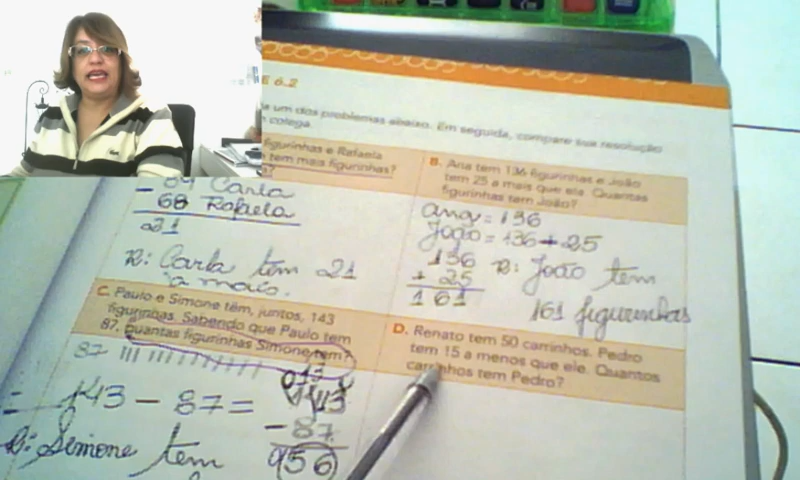 E 6.2
um dos problemas abaixo. Em seguida, compare sua resolução
colega.
figurinhas e Rafaela
tem mais figurinhas?
- 89 Carla
68 Rafaela
21
R: Carla tem 21
a mais.
B. Ana tem 136 figurinhas e João
tem 25 a mais que ela. Quantas
figurinhas tem João?
ana = 136
João = 136 + 25
136
+ 25
161
R: João tem
161 figurinhas
C. Paulo e Simone têm, juntos, 143
figurinhas. Sabendo que Paulo tem
87, quantas figurinhas Simone tem?
87
= 143 - 87 =
143
- 87
056
R: Simone tem
D. Renato tem 50 carrinhos. Pedro
tem 15 a menos que ele. Quantos
carrinhos tem Pedro?